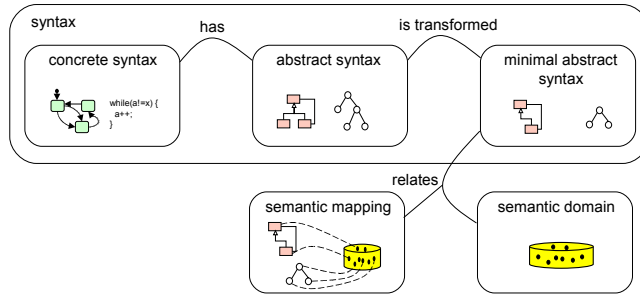 syntax
has
is transformed
concrete syntax
abstract syntax
minimal abstract
syntax
while(a!=x) {
a++;
}
relates
semantic mapping
semantic domain